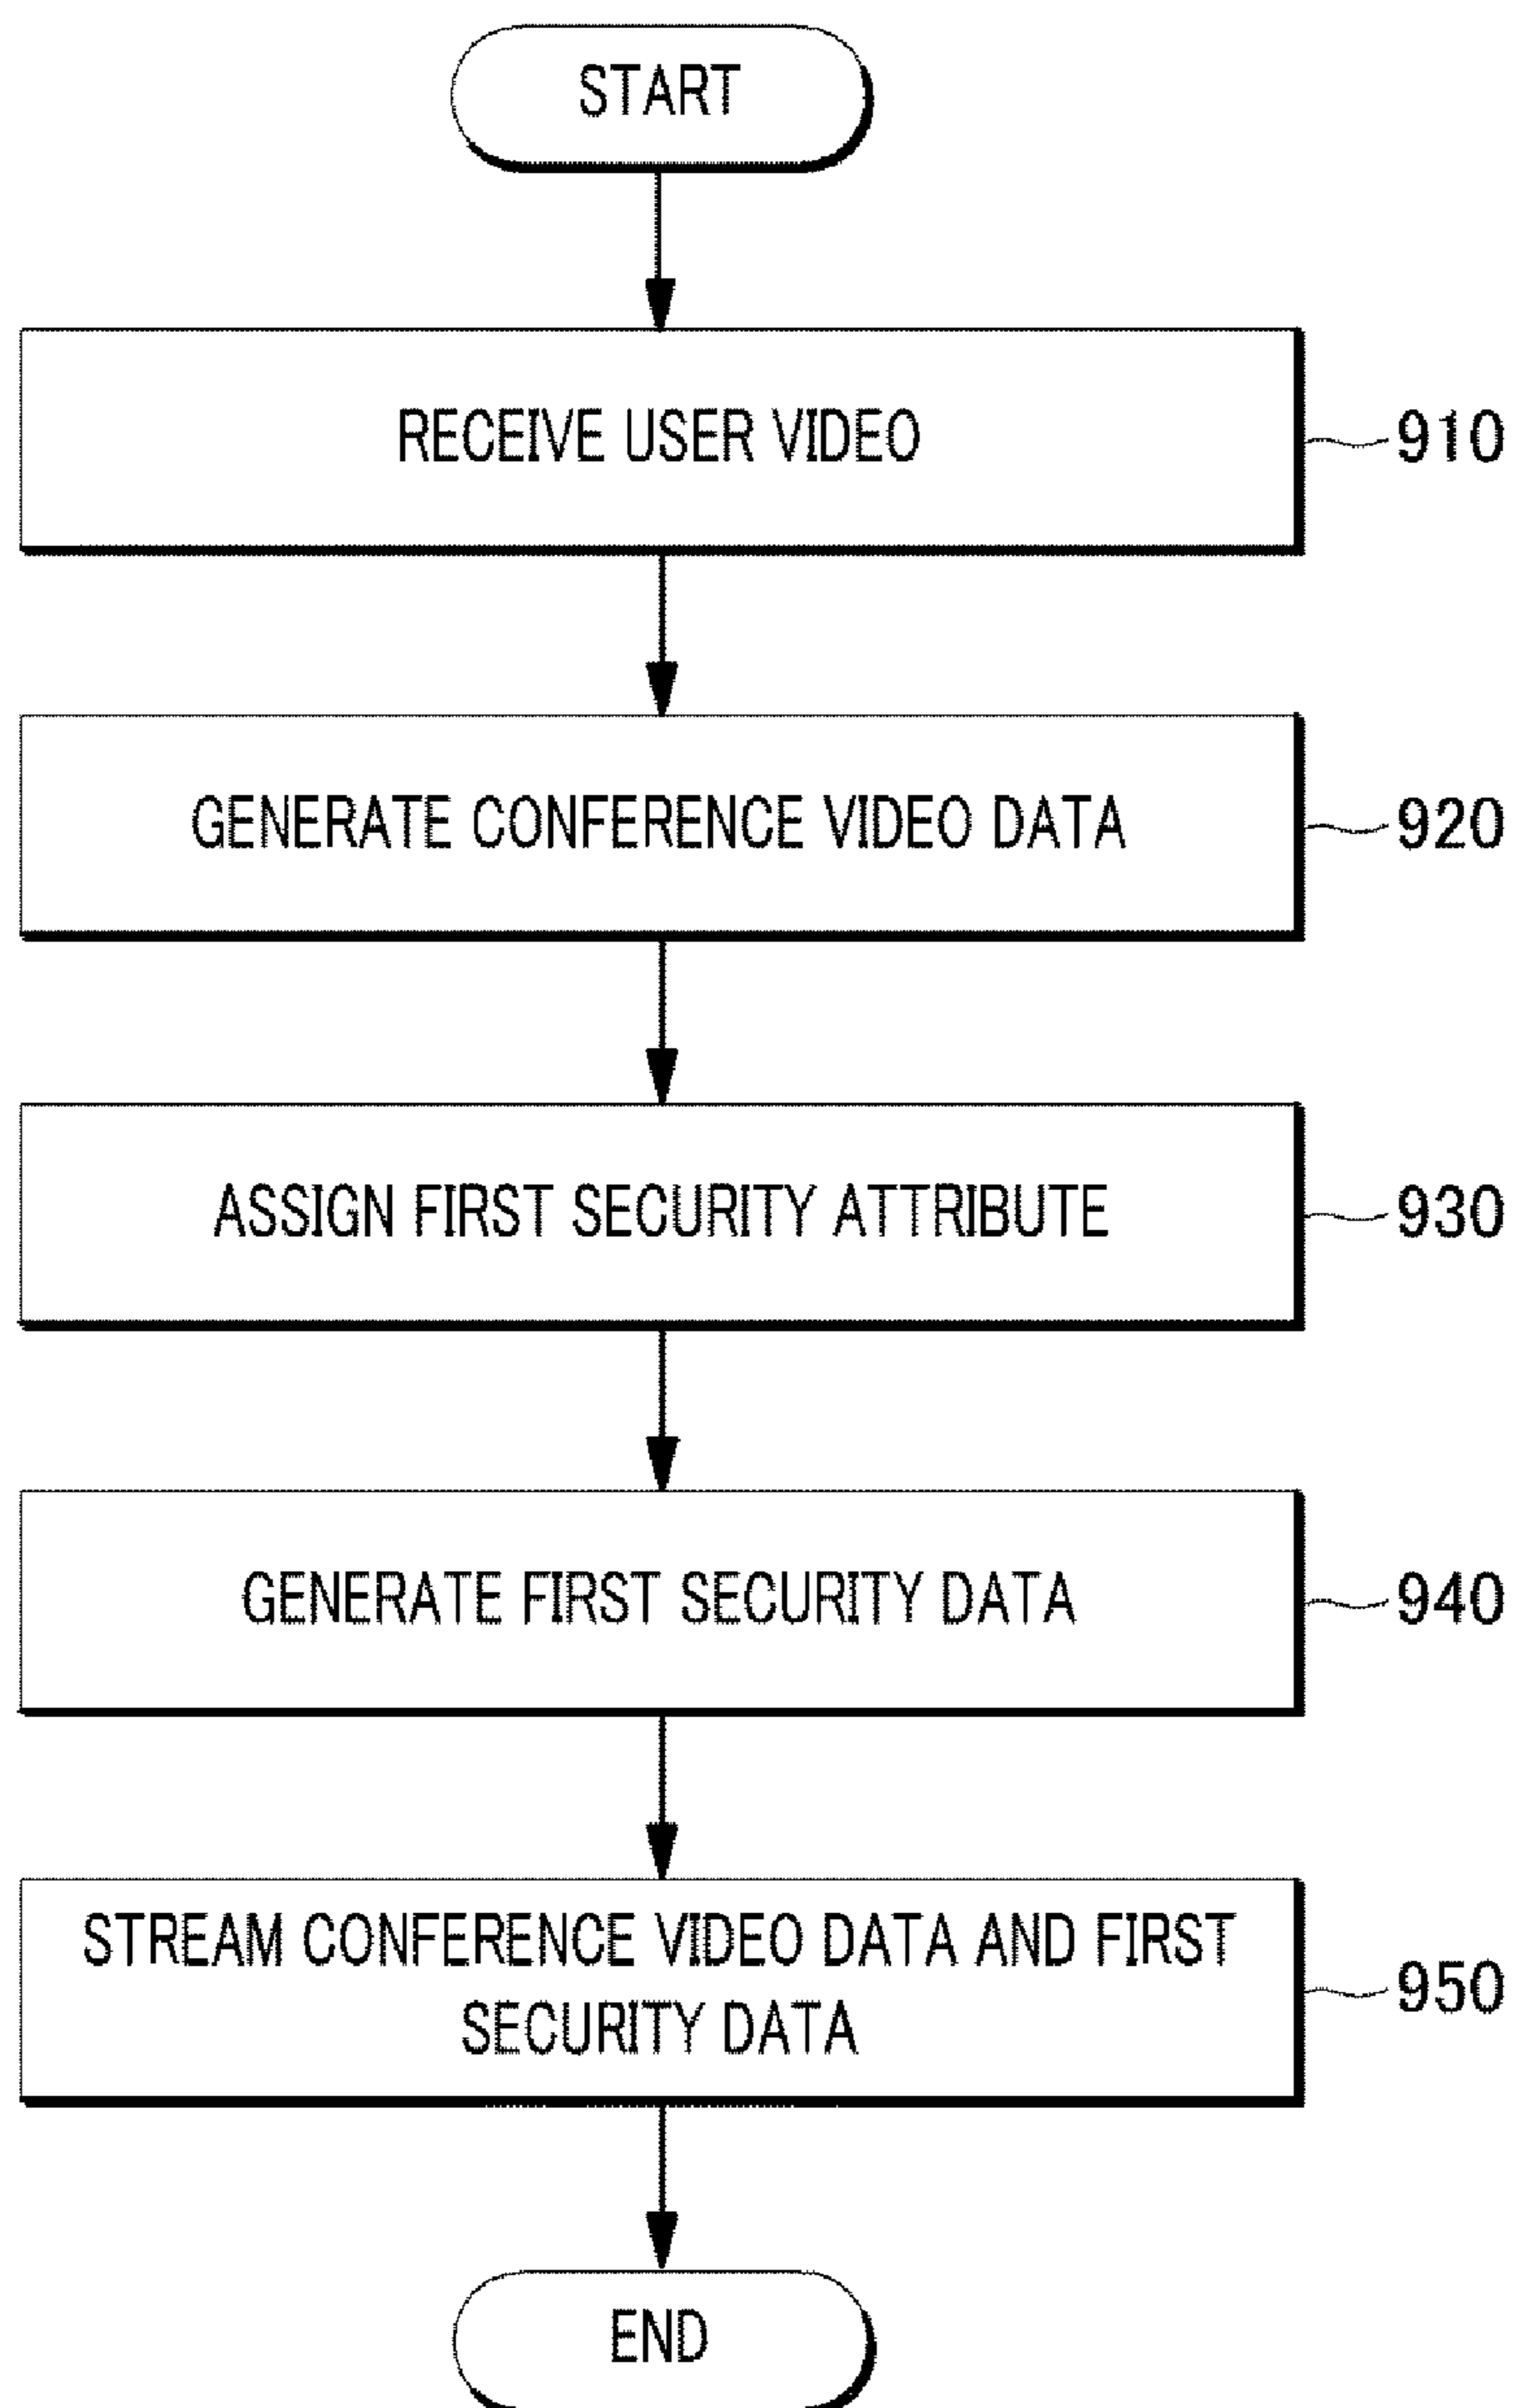 START
RECEIVE USER VIDEO
910
GENERATE CONFERENCE VIDEO DATA
920
ASSIGN FIRST SECURITY ATTRIBUTE
930
GENERATE FIRST SECURITY DATA
940
STREAM CONFERENCE VIDEO DATA AND FIRST
SECURITY DATA
950
END